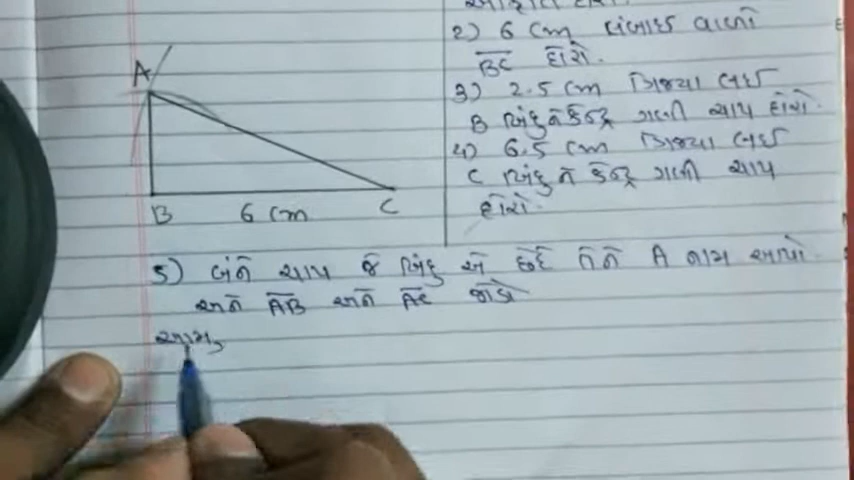 A
B
6 cm
C
2) 6 cm લંબાઈ વાળો
BC દોરો.
3) 2.5 cm ત્રિજ્યા લઈ
B બિંદુને કેન્દ્ર ગણી ચાપ દોરો.
4) 6.5 cm ત્રિજ્યા લઈ
C બિંદુને કેન્દ્ર ગણી ચાપ
દોરો.
5) બંને ચાપ જે બિંદુ એ છેદે તેને A નામ આપો.
અને AB અને AC જોડો
આમ,